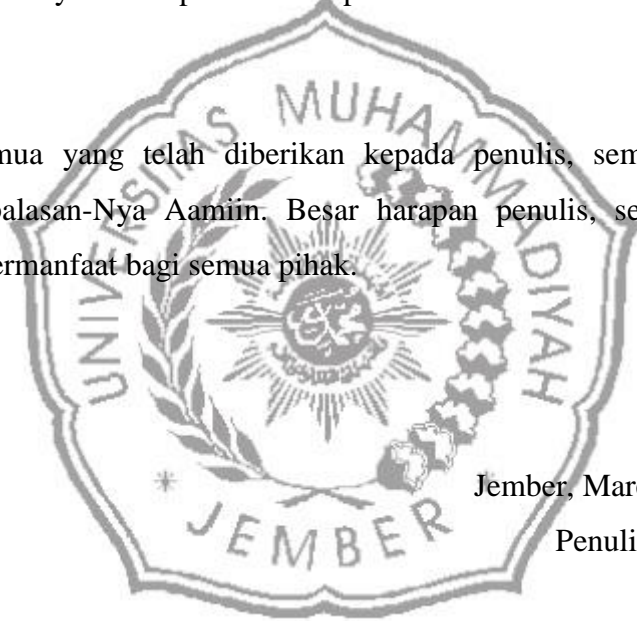 mua yang telah diberikan kepada penulis, sem
balasan-Nya Aamiin. Besar harapan penulis, se
ermanfaat bagi semua pihak.
UNIVERSITAS MUHAMMADIYAH
JEMBER
Jember, Mare
Penuli